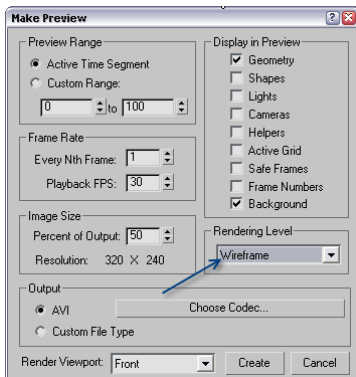 Make Preview
Preview Range
Active Time Segment
Custom Range:
0 to 100
Frame Rate
Every Nth Frame: 1
Playback FPS: 30
Image Size
Percent of Output: 50
Resolution: 320 X 240
Display in Preview
Geometry
Shapes
Lights
Cameras
Helpers
Active Grid
Safe Frames
Frame Numbers
Background
Rendering Level
Wireframe
Output
AVI
Choose Codec...
Custom File Type
Render Viewport: Front
Create
Cancel